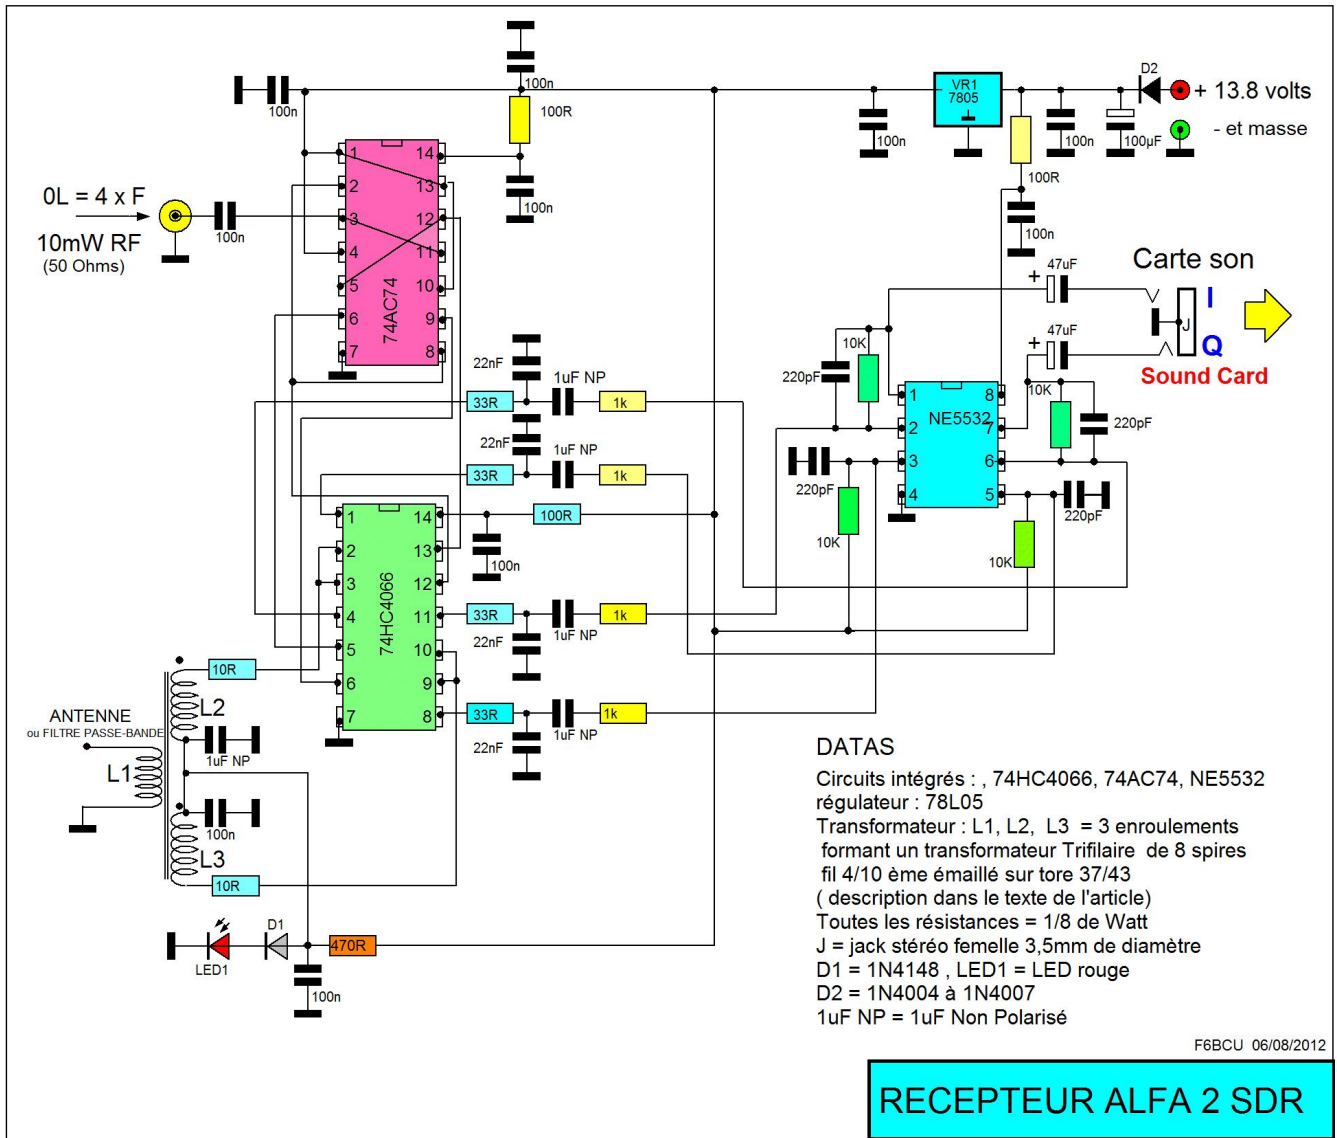 100n
100n
100R
100n
D2
VR1
7805
+ 13.8 volts
- et masse
100n
100n
100µF
100R
100n
0L = 4 x F
10mW RF
(50 Ohms)
100n
1
2
3
4
5
6
7
14
13
12
11
10
9
8
74AC74
Carte son
+
47uF
I
J
+
47uF
Q
Sound Card
10K
220pF
10K
220pF
1
2
3
4
8
7
6
5
NE5532
220pF
10K
220pF
10K
22nF
33R
1uF NP
1k
22nF
33R
1uF NP
1k
100R
100n
1
2
3
4
5
6
7
14
13
12
11
10
9
8
74HC4066
33R
22nF
1uF NP
1k
33R
22nF
1uF NP
1k
10R
ANTENNE
ou FILTRE PASSE-BANDE
L2
L1
1uF NP
100n
L3
10R
D1
LED1
470R
100n
DATAS
Circuits intégrés : , 74HC4066, 74AC74, NE5532
régulateur : 78L05
Transformateur : L1, L2, L3 = 3 enroulements
formant un transformateur Trifilaire de 8 spires
fil 4/10 ème émaillé sur tore 37/43
( description dans le texte de l'article)
Toutes les résistances = 1/8 de Watt
J = jack stéréo femelle 3,5mm de diamètre
D1 = 1N4148 , LED1 = LED rouge
D2 = 1N4004 à 1N4007
1uF NP = 1uF Non Polarisé
F6BCU 06/08/2012
RECEPTEUR ALFA 2 SDR